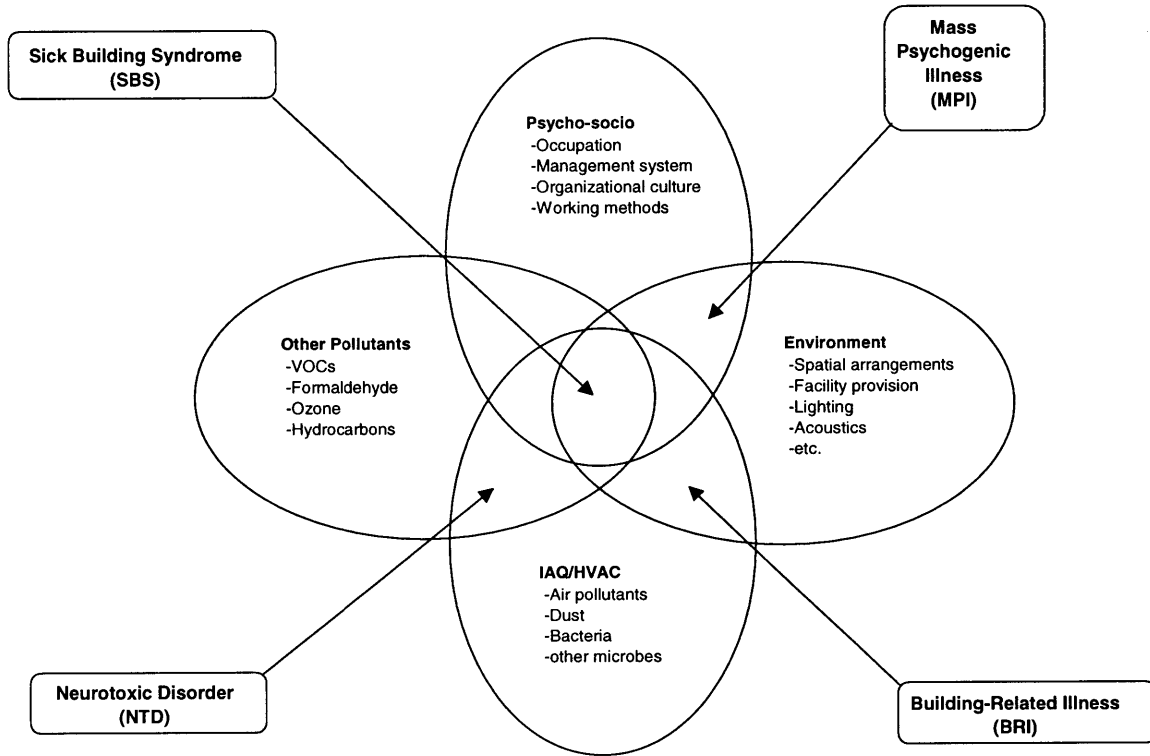 Sick Building Syndrome
(SBS)
Mass
Psychogenic
Illness
(MPI)
Psycho-socio
-Occupation
-Management system
-Organizational culture
-Working methods
Other Pollutants
-VOCs
-Formaldehyde
-Ozone
-Hydrocarbons
Environment
-Spatial arrangements
-Facility provision
-Lighting
-Acoustics
-etc.
IAQ/HVAC
-Air pollutants
-Dust
-Bacteria
-other microbes
Neurotoxic Disorder
(NTD)
Building-Related Illness
(BRI)